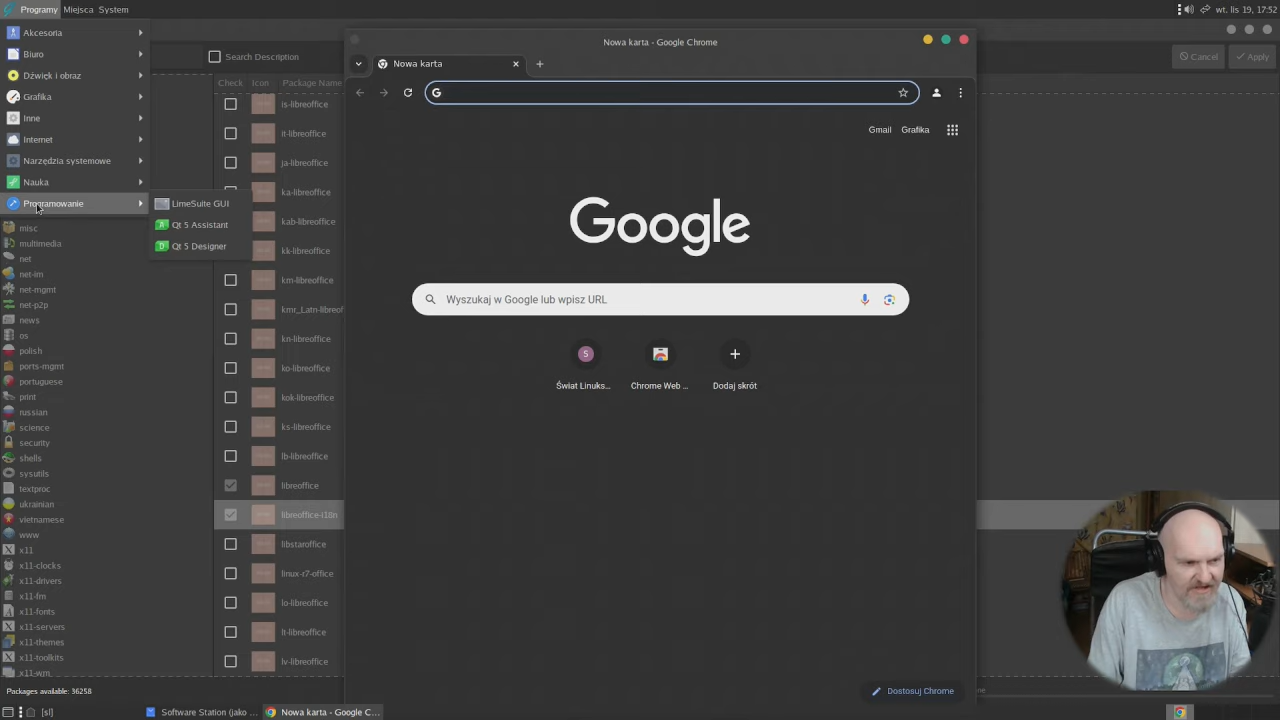 Programy Miejsca System
wt. lis 19, 17:52
Akcesoria
Biuro
Dźwięk i obraz
Grafika
Inne
Internet
Narzędzia systemowe
Nauka
Programowanie
LimeSuite GUI
Qt 5 Assistant
Qt 5 Designer
misc
multimedia
net
net-im
net-mgmt
net-p2p
news
os
polish
ports-mgmt
portuguese
print
russian
science
security
shells
sysutils
textproc
ukrainian
vietnamese
www
x11
x11-clocks
x11-drivers
x11-fm
x11-fonts
x11-servers
x11-themes
x11-toolkits
x11-wm
Packages available: 36258
Search Description
Cancel
Apply
Check Icon Package Name
is-libreoffice
it-libreoffice
ja-libreoffice
ka-libreoffice
kab-libreoffice
kk-libreoffice
km-libreoffice
kmr_Latn-libreof
kn-libreoffice
ko-libreoffice
kok-libreoffice
ks-libreoffice
lb-libreoffice
libreoffice
libreoffice-i18n
libstaroffice
linux-r7-office
lo-libreoffice
lt-libreoffice
lv-libreoffice
Nowa karta - Google Chrome
Nowa karta
Gmail Grafika
Google
Wyszukaj w Google lub wpisz URL
S
Świat Linuks...
Chrome Web ...
Dodaj skrót
Dostosuj Chrome
[sl]
Software Station (jako ...
Nowa karta - Google C...